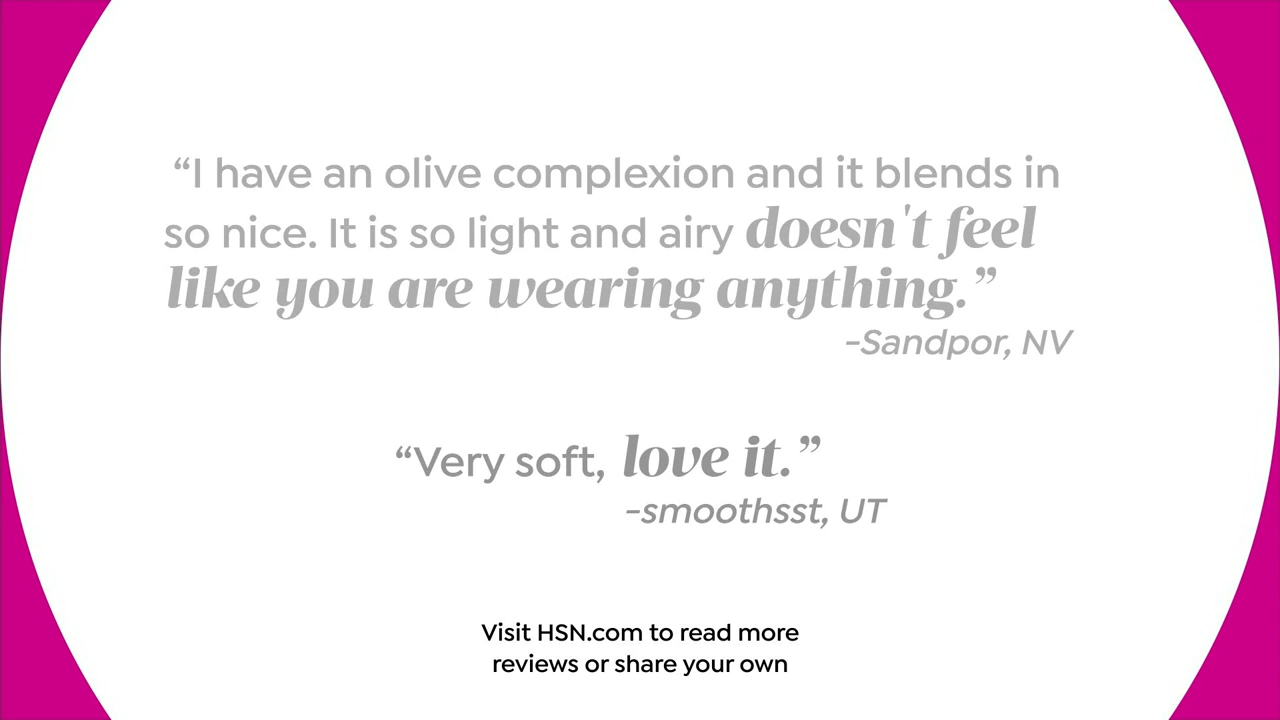 “I have an olive complexion and it blends in
so nice. It is so light and airy doesn't feel
like you are wearing anything.”
-Sandpor, NV
“Very soft, love it.”
-smoothsst, UT
Visit HSN.com to read more
reviews or share your own